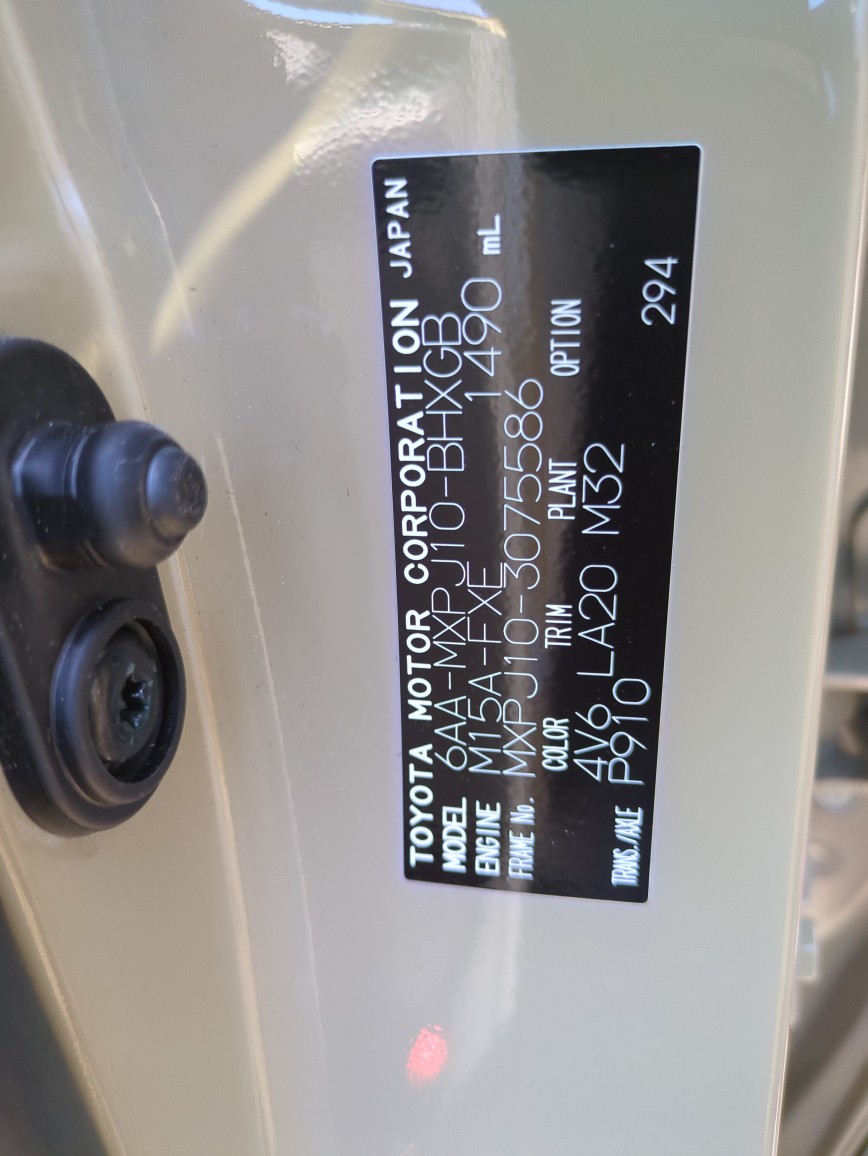 TOYOTA MOTOR CORPORATION JAPAN
MODEL 6AA-MXPJ10-BHXGB
ENGINE M15A-FXE 1490 mL
FRAME No. MXPJ10-3075586
COLOR TRIM PLANT OPTION
4V6 LA20 M32
TRANS./AXLE P910 294